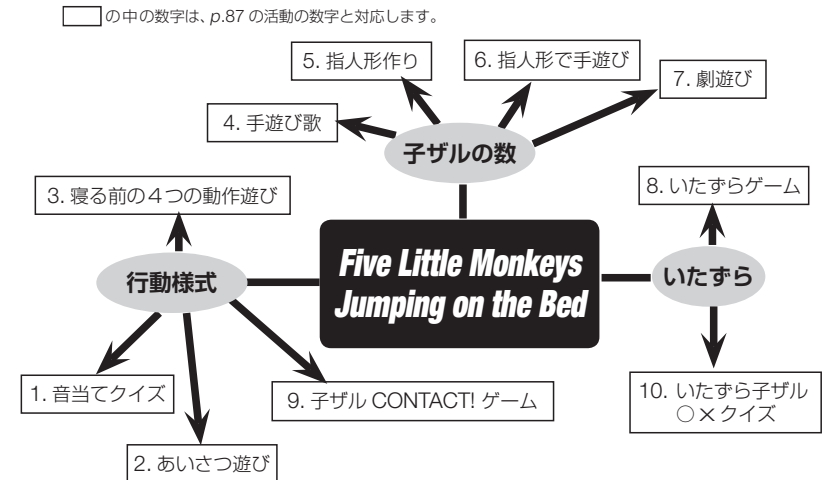 の中の数字は、p.87 の活動の数字と対応します。
5. 指人形作り
6. 指人形で手遊び
7. 劇遊び
4. 手遊び歌
子ザルの数
3. 寝る前の4つの動作遊び
8. いたずらゲーム
Five Little Monkeys
Jumping on the Bed
行動様式
いたずら
1. 音当てクイズ
9. 子ザル CONTACT! ゲーム
10. いたずら子ザル
○×クイズ
2. あいさつ遊び